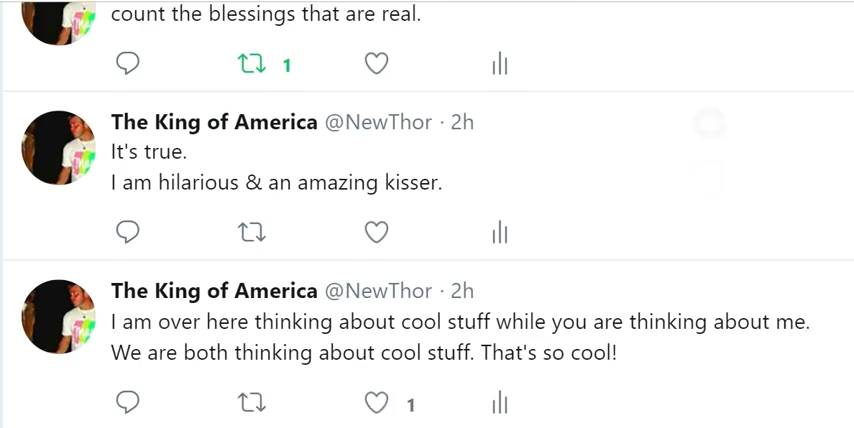 count the blessings that are real.
1
The King of America @NewThor · 2h
It's true.
I am hilarious & an amazing kisser.
The King of America @NewThor · 2h
I am over here thinking about cool stuff while you are thinking about me.
We are both thinking about cool stuff. That's so cool!
1